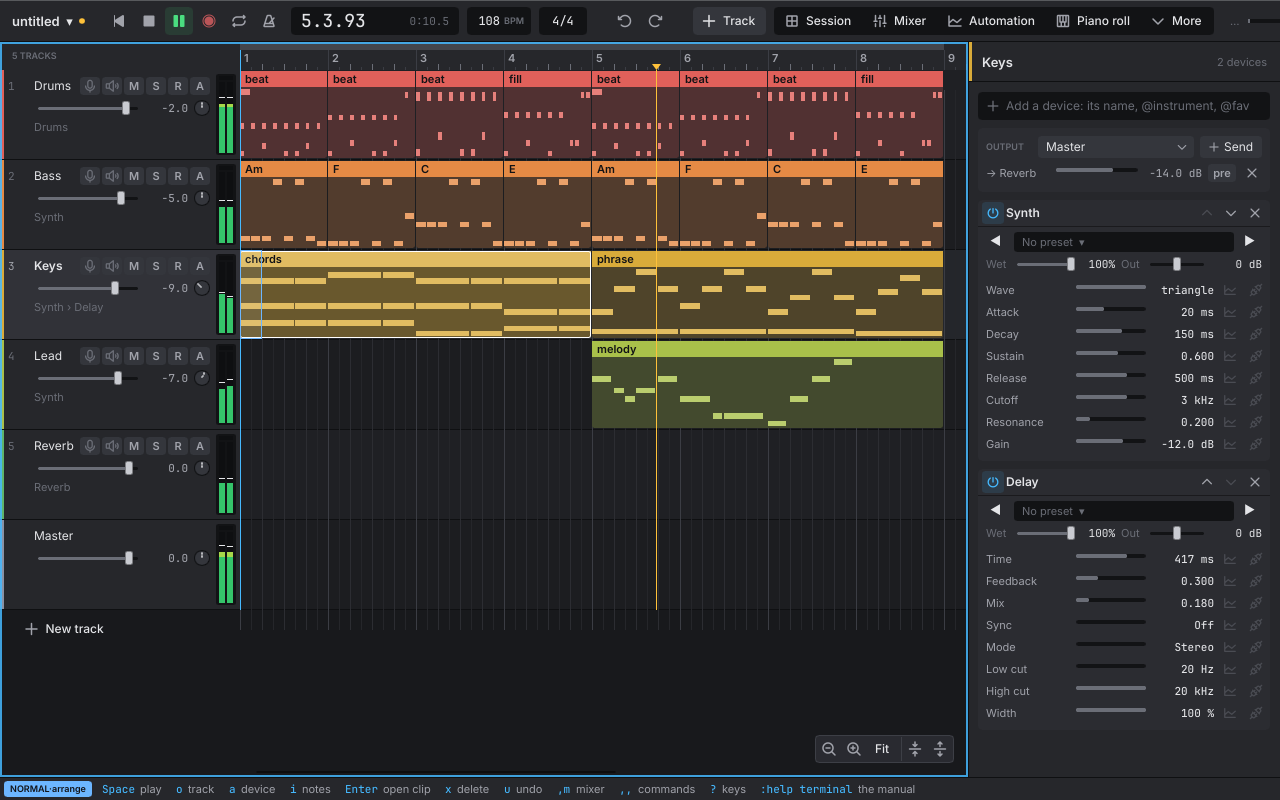 untitled ▾
5.3.93 0:10.5
108 BPM
4/4
+ Track
Session
Mixer
Automation
Piano roll
More
...
5 TRACKS
1 2 3 4 5 6 7 8 9
1 Drums M S R A
-2.0
Drums
beat beat beat fill beat beat beat fill
2 Bass M S R A
-5.0
Synth
Am F C E Am F C E
3 Keys M S R A
-9.0
Synth › Delay
chords phrase
4 Lead M S R A
-7.0
Synth
melody
5 Reverb M S R A
0.0
Reverb
Master
0.0
+ New track
Fit
Keys 2 devices
+ Add a device: its name, @instrument, @fav
OUTPUT Master + Send
→ Reverb -14.0 dB pre
Synth
No preset ▾
Wet 100% Out 0 dB
Wave triangle
Attack 20 ms
Decay 150 ms
Sustain 0.600
Release 500 ms
Cutoff 3 kHz
Resonance 0.200
Gain -12.0 dB
Delay
No preset ▾
Wet 100% Out 0 dB
Time 417 ms
Feedback 0.300
Mix 0.180
Sync Off
Mode Stereo
Low cut 20 Hz
High cut 20 kHz
Width 100 %
NORMAL·arrange Space play o track a device i notes Enter open clip x delete u undo ,m mixer ,, commands ? keys :help terminal the manual